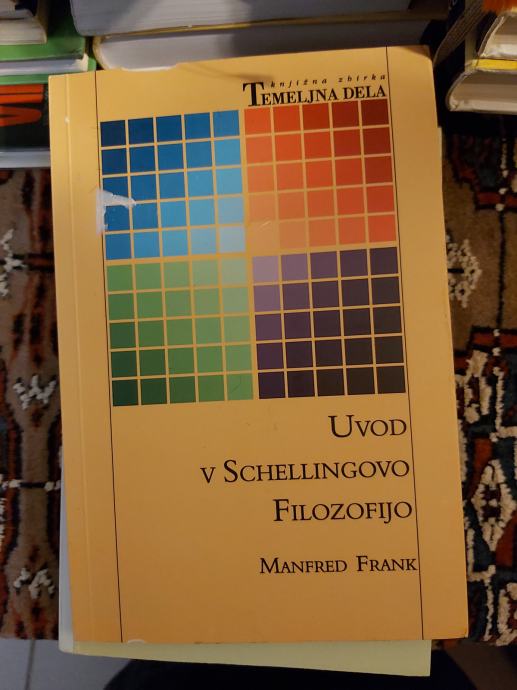 knjižna zbirka
TEMELJNA DELA
UVOD
V SCHELLINGOVO
FILOZOFIJO
MANFRED FRANK